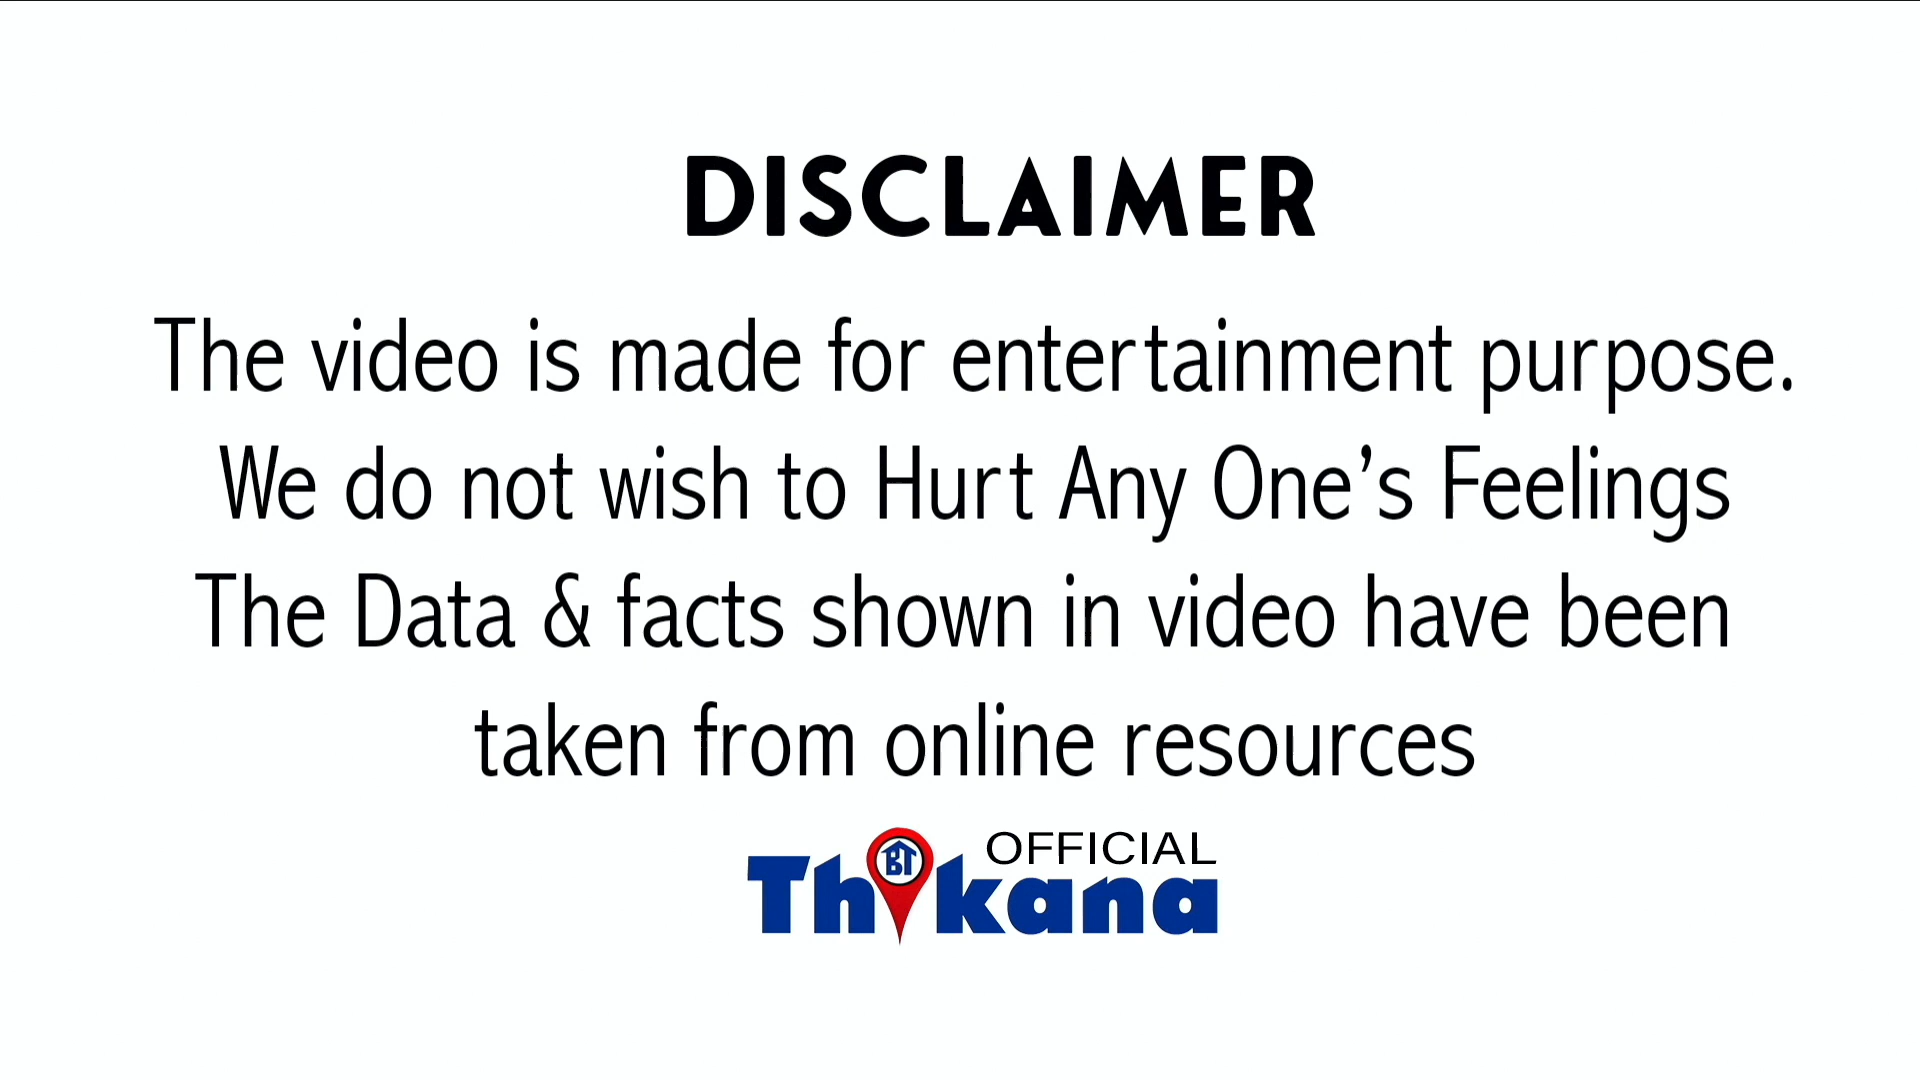 DISCLAIMER
The video is made for entertainment purpose.
We do not wish to Hurt Any One’s Feelings
The Data & facts shown in video have been
taken from online resources
OFFICIAL
BT
Thikana